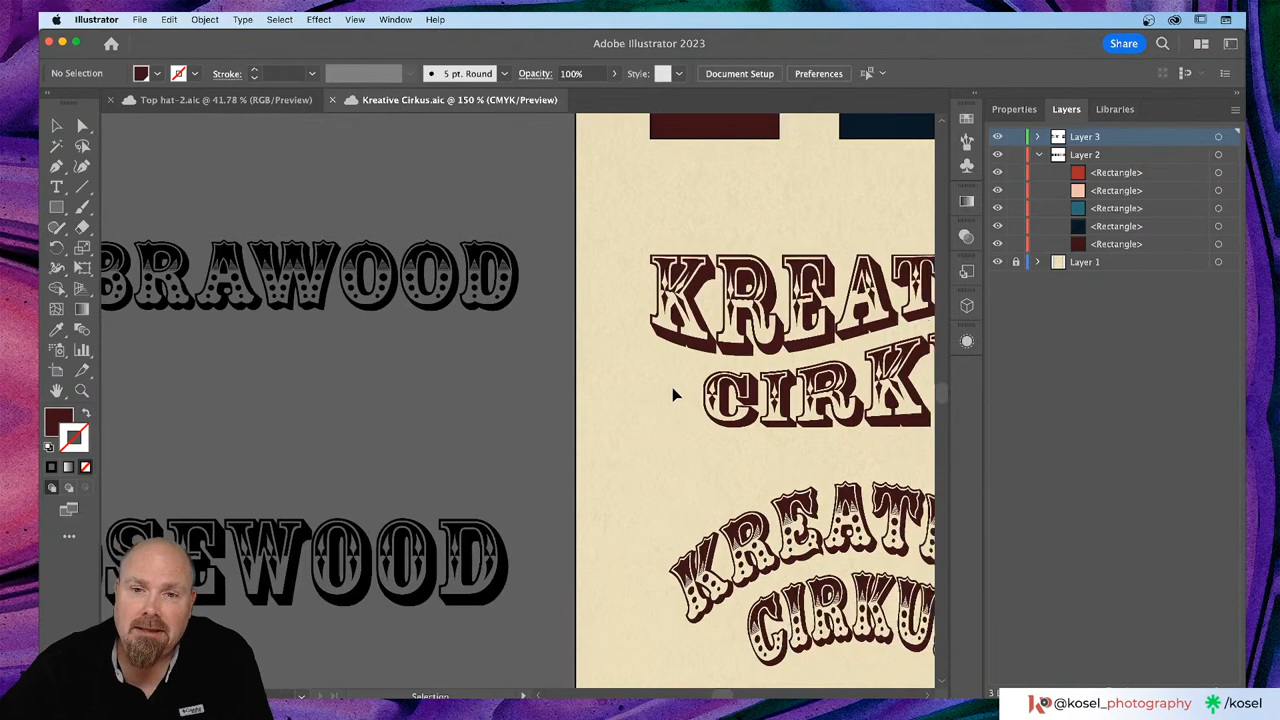 Illustrator File Edit Object Type Select Effect View Window Help
Adobe Illustrator 2023
Share
No Selection Stroke: 5 pt. Round Opacity: 100% Style: Document Setup Preferences
Top hat-2.aic @ 41.78 % (RGB/Preview)
Kreative Cirkus.aic @ 150 % (CMYK/Preview)
Properties Layers Libraries
Layer 3
Layer 2
<Rectangle>
<Rectangle>
<Rectangle>
<Rectangle>
<Rectangle>
Layer 1
BRAWOOD
SEWOOD
KREAT
CIRK
KREATI
CIRKU
Selection
@kosel_photography /kosel